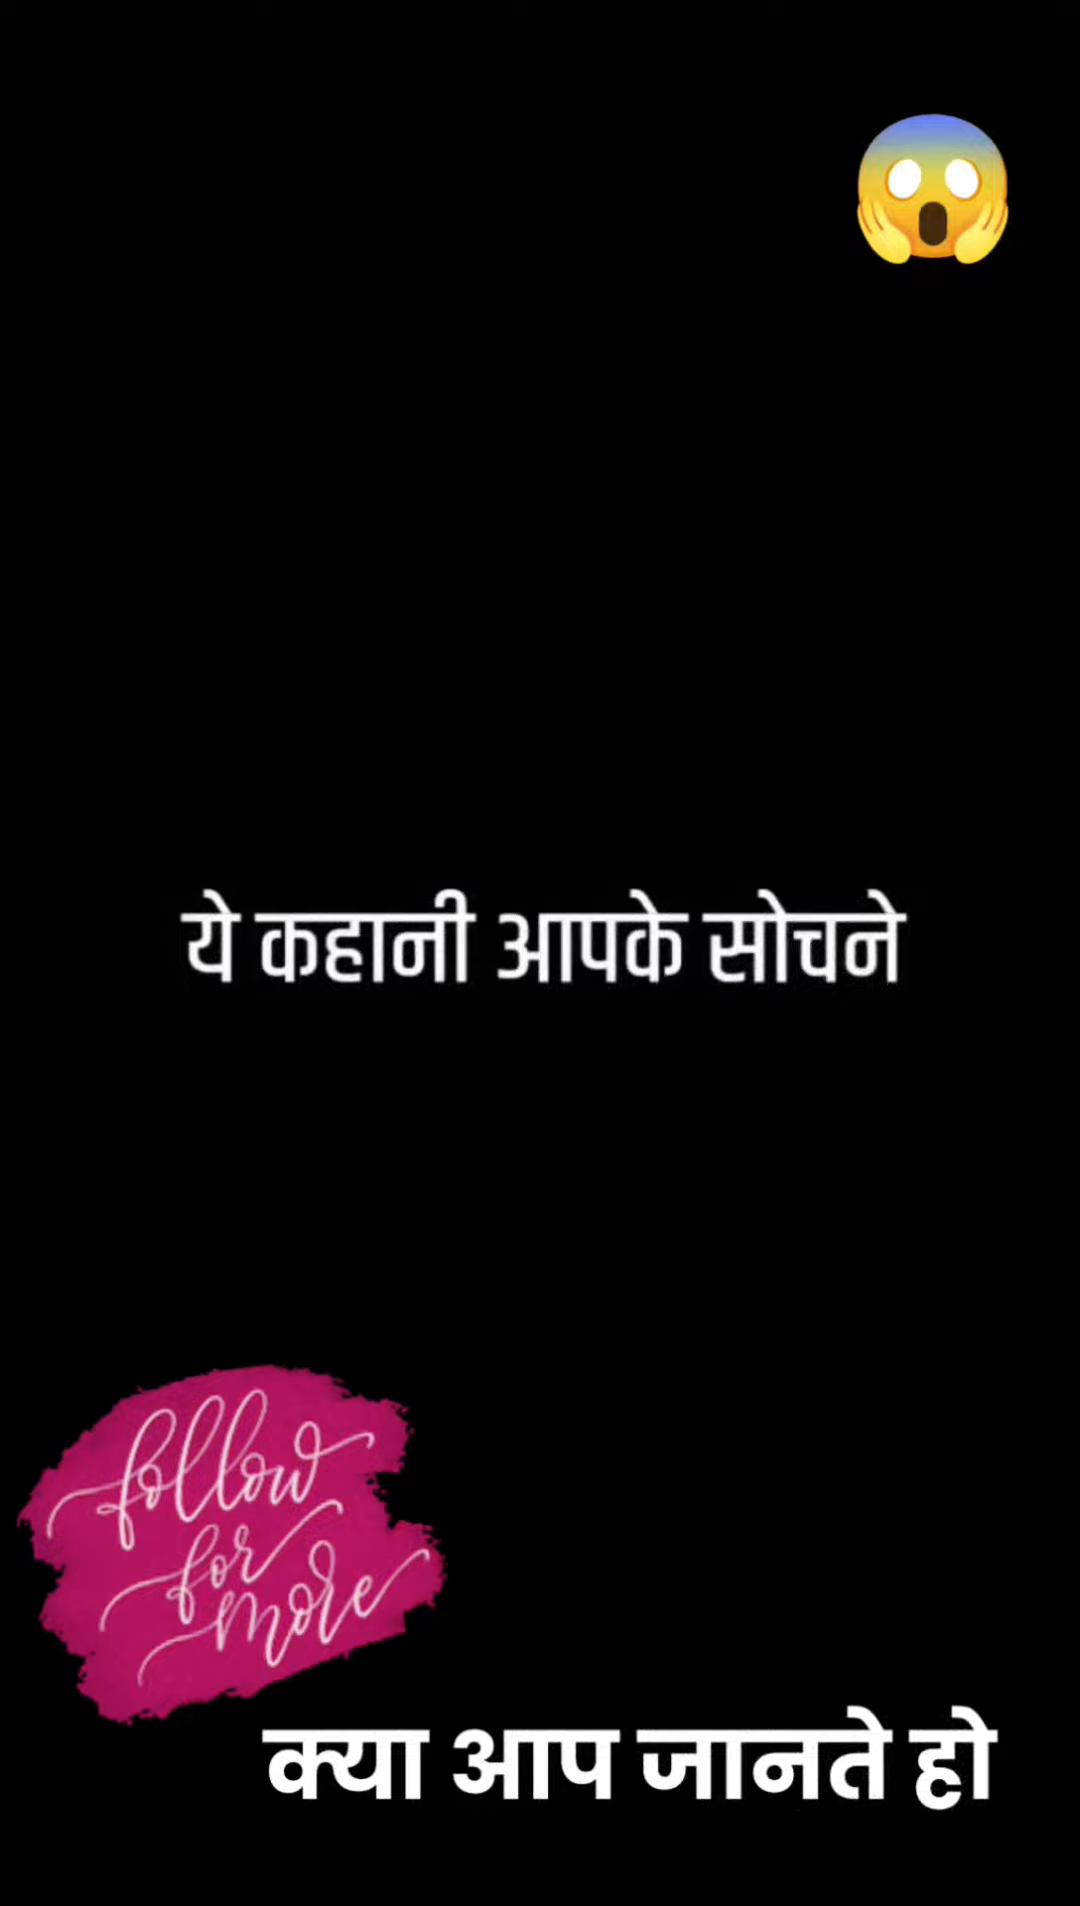 ये कहानी आपके सोचने
follow
for
more
क्या आप जानते हो